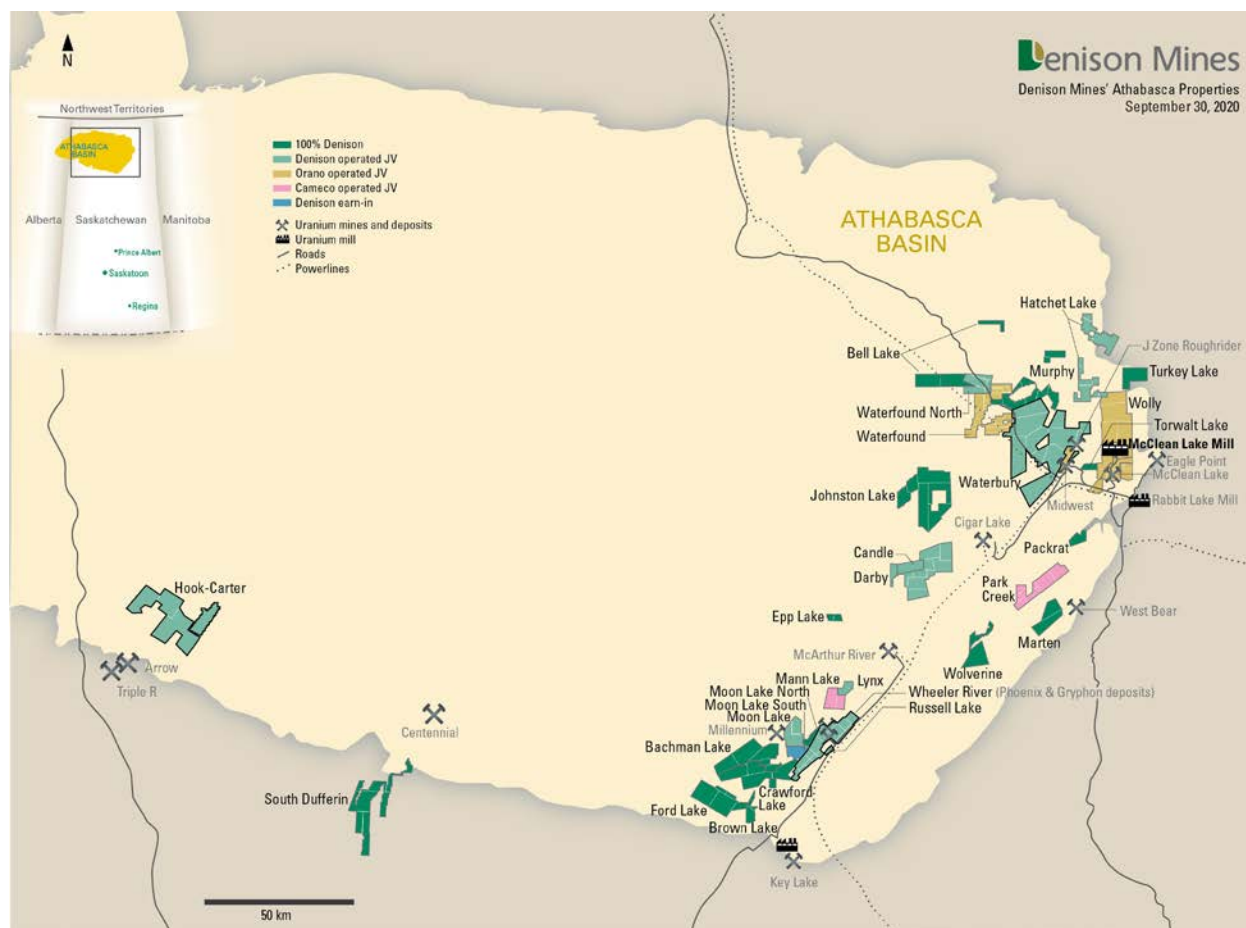 N
Denison Mines
Denison Mines' Athabasca Properties
September 30, 2020
Northwest Territories
ATHABASCA
BASIN
Alberta
Saskatchewan
Manitoba
Prince Albert
Saskatoon
Regina
100% Denison
Denison operated JV
Orano operated JV
Cameco operated JV
Denison earn-in
Uranium mines and deposits
Uranium mill
Roads
Powerlines
ATHABASCA
BASIN
Hatchet Lake
J Zone Roughrider
Bell Lake
Murphy
Turkey Lake
Waterfound North
Wolly
Waterfound
Torwalt Lake
McClean Lake Mill
Eagle Point
McClean Lake
Waterbury
Johnston Lake
Midwest
Rabbit Lake Mill
Cigar Lake
Packrat
Candle
Darby
Park
Creek
Hook-Carter
Epp Lake
West Bear
Marten
McArthur River
Arrow
Triple R
Wolverine
Mann Lake
Lynx
Moon Lake North
Wheeler River (Phoenix & Gryphon deposits)
Moon Lake South
Russell Lake
Moon Lake
Millennium
Centennial
Bachman Lake
Crawford
Lake
South Dufferin
Ford Lake
Brown Lake
Key Lake
50 km